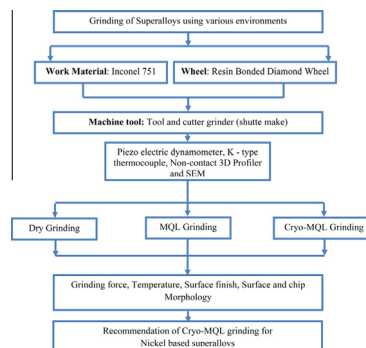 Grinding of Superalloys using various environments
Work Material: Inconel 751
Wheel: Resin Bonded Diamond Wheel
Machine tool: Tool and cutter grinder (shutte make)
Piezo electric dynamometer, K - type
thermocouple, Non-contact 3D Profiler
and SEM
Dry Grinding
MQL Grinding
Cryo-MQL Grinding
Grinding force, Temperature, Surface finish, Surface and chip
Morphology
Recommendation of Cryo-MQL grinding for
Nickel based superalloys